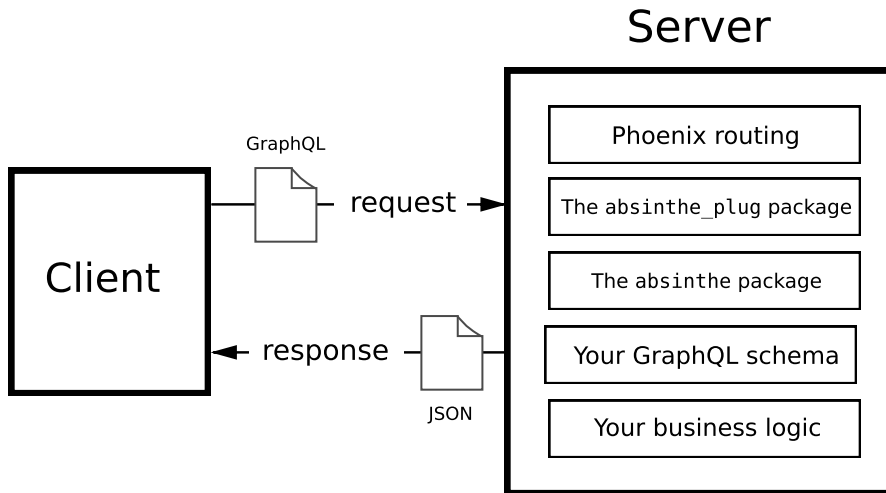 Server
Phoenix routing
GraphQL
request
The absinthe_plug package
Client
The absinthe package
response
Your GraphQL schema
JSON
Your business logic